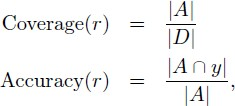 Coverage(r) = |A| / |D|
Accuracy(r) = |A ∩ y| / |A| ,